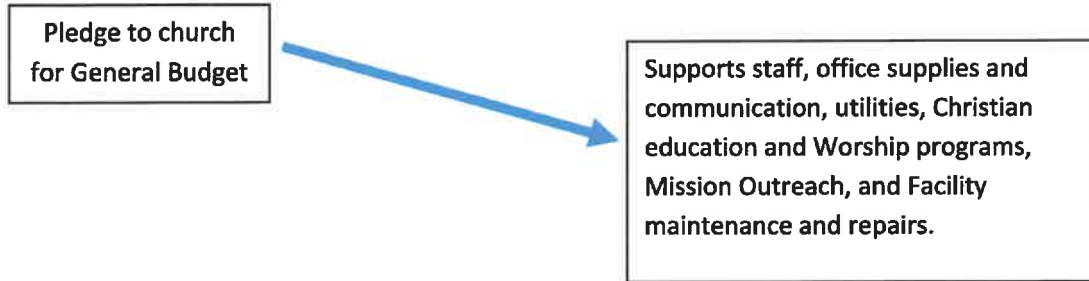 Pledge to church
for General Budget
Supports staff, office supplies and
communication, utilities, Christian
education and Worship programs,
Mission Outreach, and Facility
maintenance and repairs.